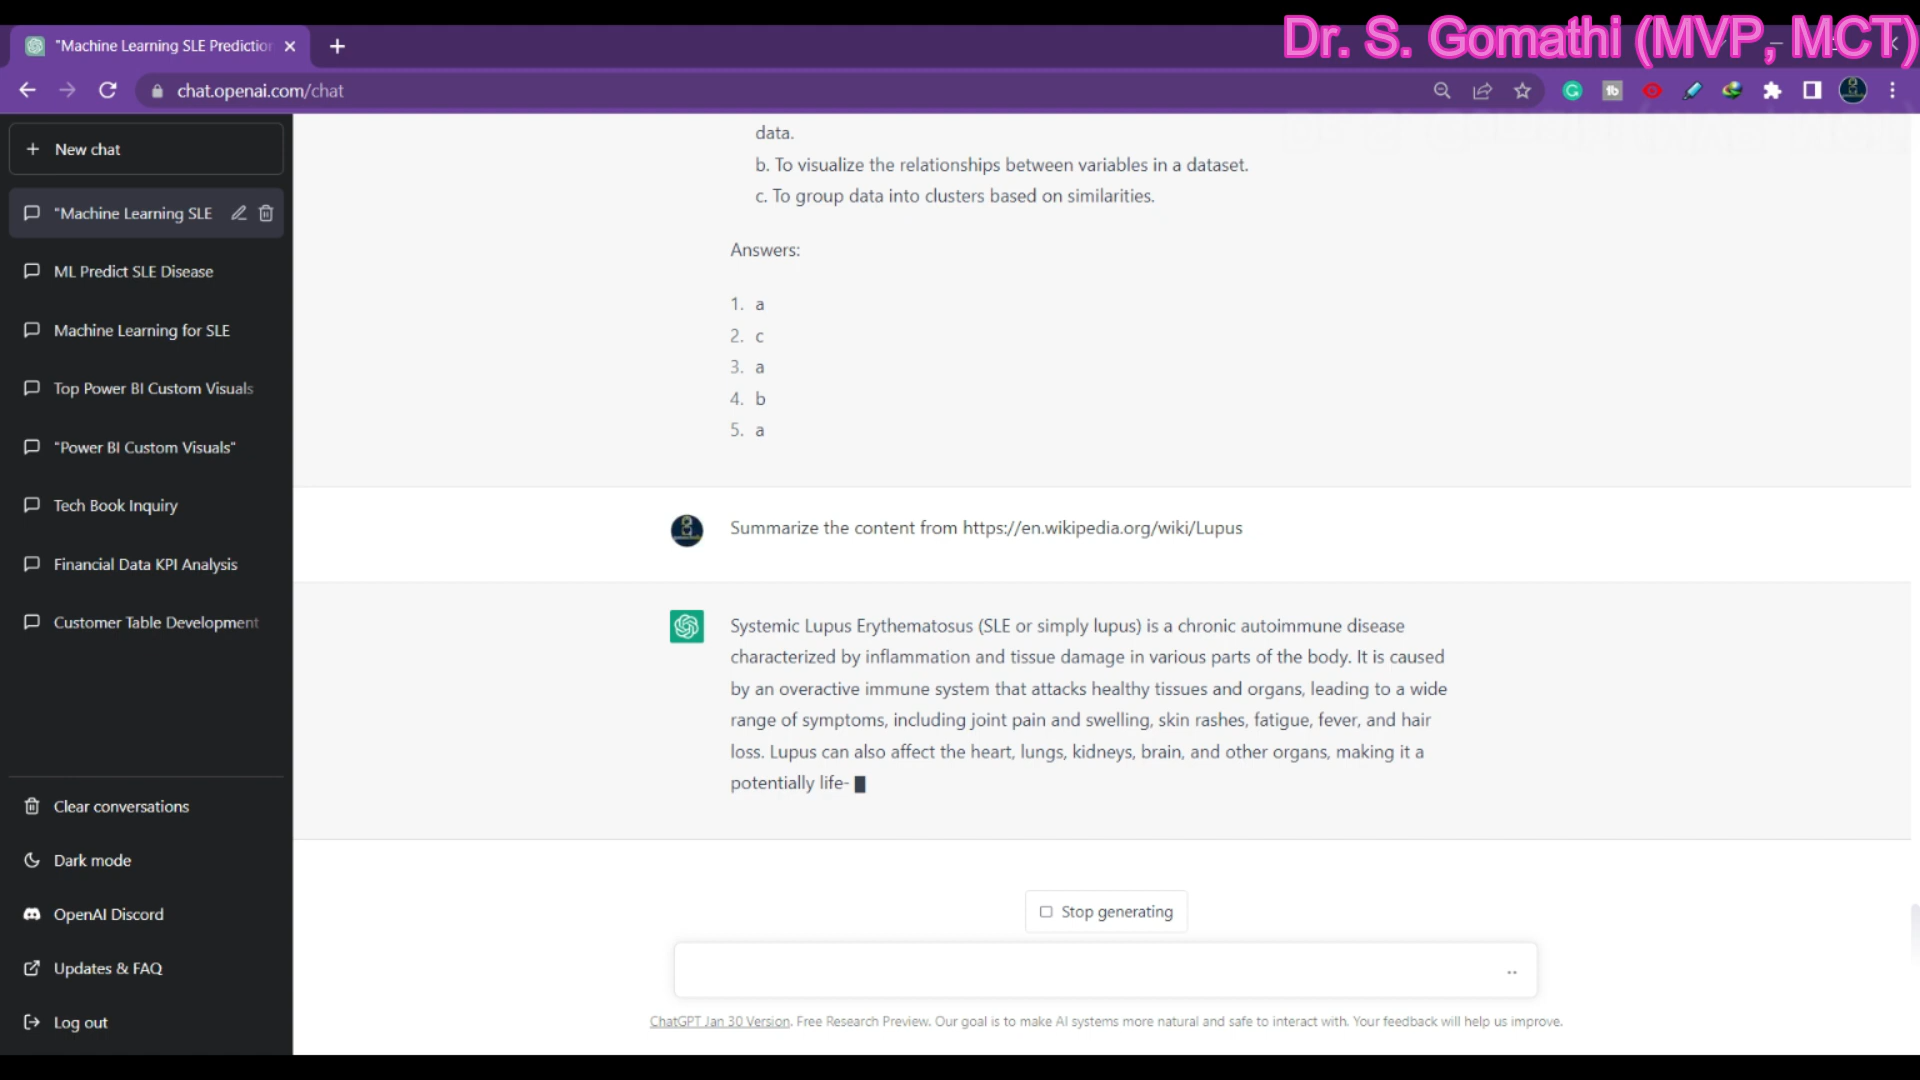 Dr. S. Gomathi (MVP, MCT)
"Machine Learning SLE Prediction
chat.openai.com/chat
New chat
"Machine Learning SLE
ML Predict SLE Disease
Machine Learning for SLE
Top Power BI Custom Visuals
"Power BI Custom Visuals"
Tech Book Inquiry
Financial Data KPI Analysis
Customer Table Development
Clear conversations
Dark mode
OpenAI Discord
Updates & FAQ
Log out
data.
b. To visualize the relationships between variables in a dataset.
c. To group data into clusters based on similarities.
Answers:
1. a
2. c
3. a
4. b
5. a
Summarize the content from https://en.wikipedia.org/wiki/Lupus
Systemic Lupus Erythematosus (SLE or simply lupus) is a chronic autoimmune disease
characterized by inflammation and tissue damage in various parts of the body. It is caused
by an overactive immune system that attacks healthy tissues and organs, leading to a wide
range of symptoms, including joint pain and swelling, skin rashes, fatigue, fever, and hair
loss. Lupus can also affect the heart, lungs, kidneys, brain, and other organs, making it a
potentially life-
Stop generating
ChatGPT Jan 30 Version. Free Research Preview. Our goal is to make AI systems more natural and safe to interact with. Your feedback will help us improve.